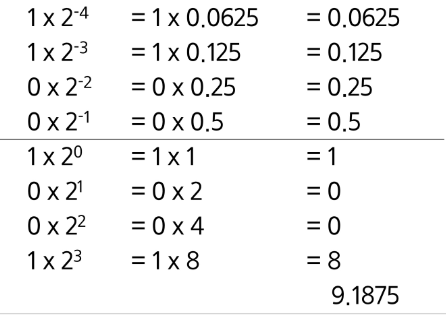 1 x 2⁻⁴ = 1 x 0.0625 = 0.0625
1 x 2⁻³ = 1 x 0.125 = 0.125
0 x 2⁻² = 0 x 0.25 = 0.25
0 x 2⁻¹ = 0 x 0.5 = 0.5
1 x 2⁰ = 1 x 1 = 1
0 x 2¹ = 0 x 2 = 0
0 x 2² = 0 x 4 = 0
1 x 2³ = 1 x 8 = 8
9.1875